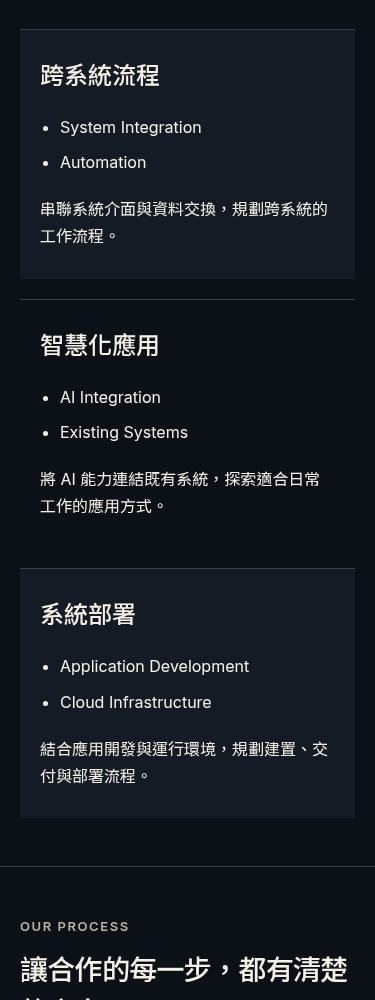 跨系統流程
System Integration
Automation
串聯系統介面與資料交換，規劃跨系統的
工作流程。
智慧化應用
AI Integration
Existing Systems
將 AI 能力連結既有系統，探索適合日常
工作的應用方式。
系統部署
Application Development
Cloud Infrastructure
結合應用開發與運行環境，規劃建置、交
付與部署流程。
OUR PROCESS
讓合作的每一步，都有清楚